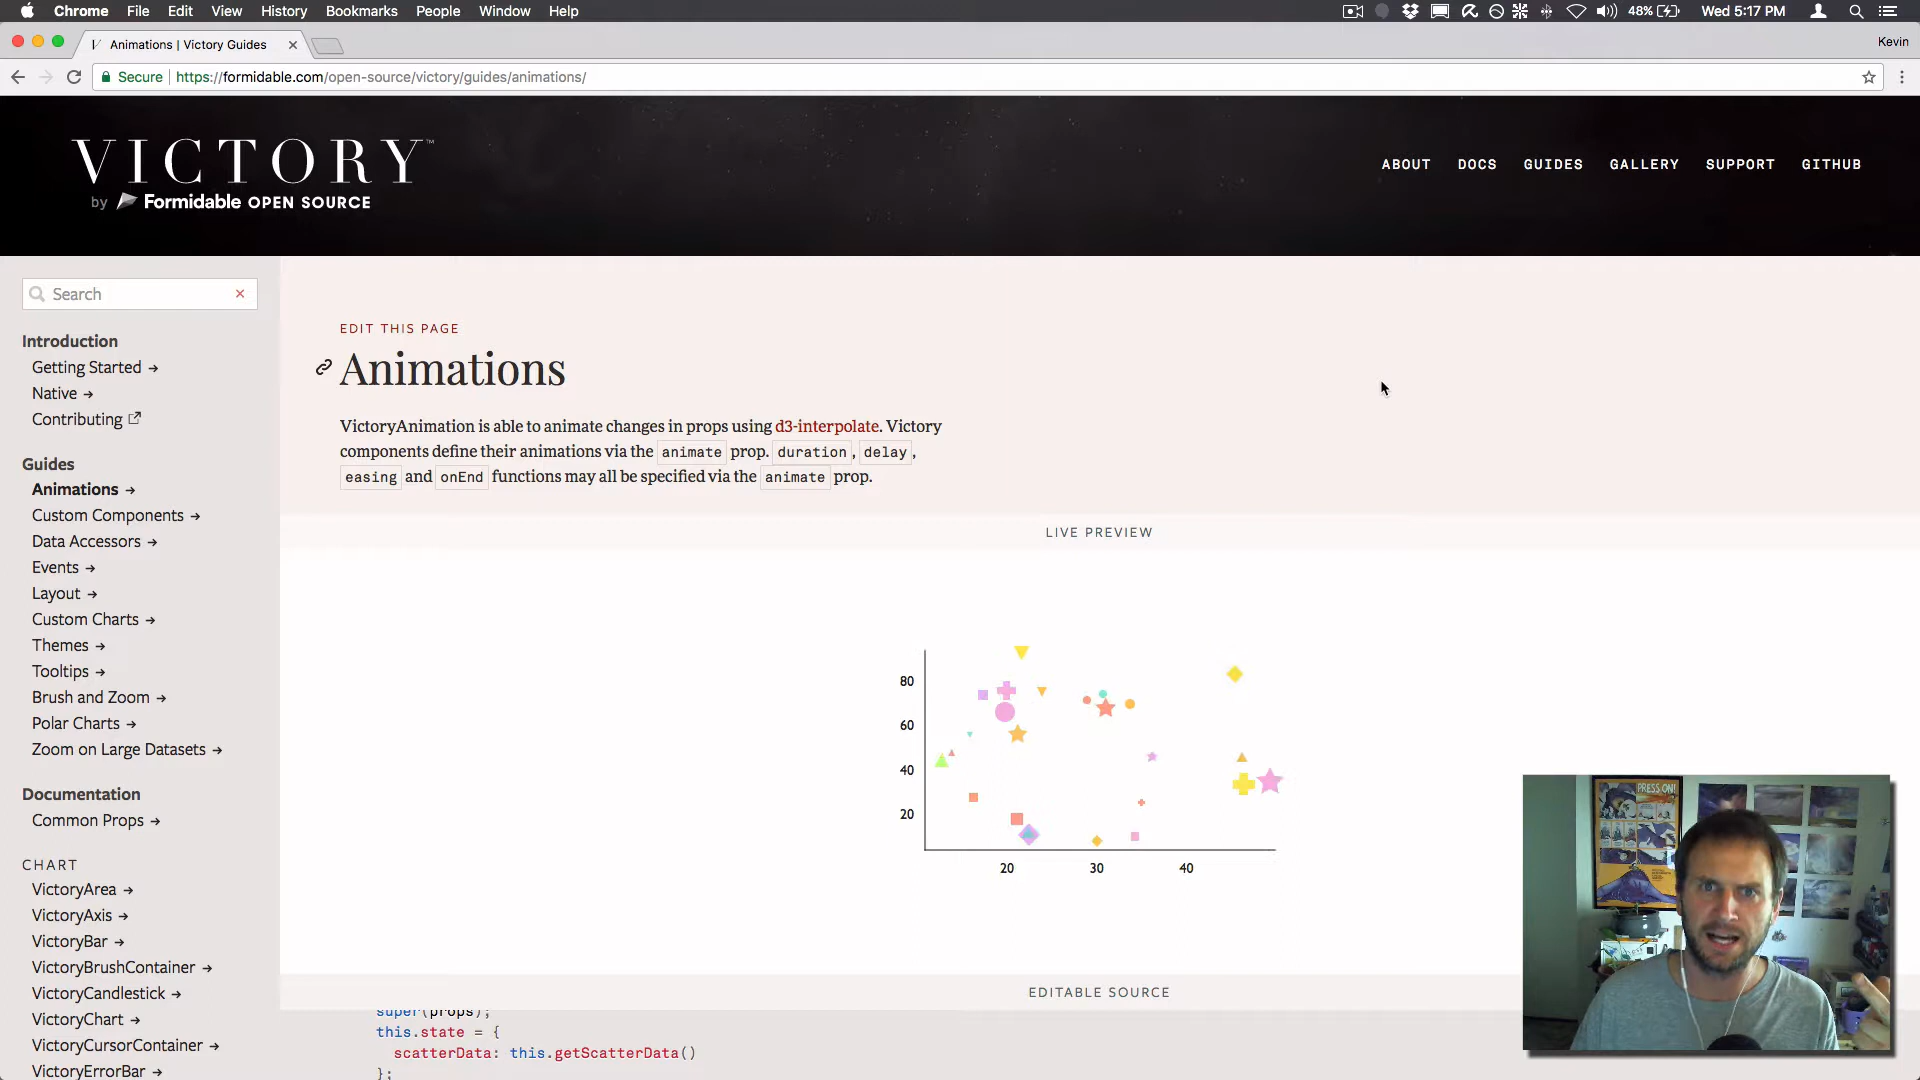 Chrome File Edit View History Bookmarks People Window Help 48% Wed 5:17 PM
Animations | Victory Guides Kevin
Secure https://formidable.com/open-source/victory/guides/animations/
VICTORY™
by Formidable OPEN SOURCE
ABOUT DOCS GUIDES GALLERY SUPPORT GITHUB
Search
Introduction
Getting Started →
Native →
Contributing
Guides
Animations →
Custom Components →
Data Accessors →
Events →
Layout →
Custom Charts →
Themes →
Tooltips →
Brush and Zoom →
Polar Charts →
Zoom on Large Datasets →
Documentation
Common Props →
CHART
VictoryArea →
VictoryAxis →
VictoryBar →
VictoryBrushContainer →
VictoryCandlestick →
VictoryChart →
VictoryCursorContainer →
VictoryErrorBar →
EDIT THIS PAGE
Animations
VictoryAnimation is able to animate changes in props using d3-interpolate. Victory
components define their animations via the animate prop. duration, delay,
easing and onEnd functions may all be specified via the animate prop.
LIVE PREVIEW
80
60
40
20
20 30 40
EDITABLE SOURCE
super(props);
this.state = {
scatterData: this.getScatterData()
};
PRESS ON!